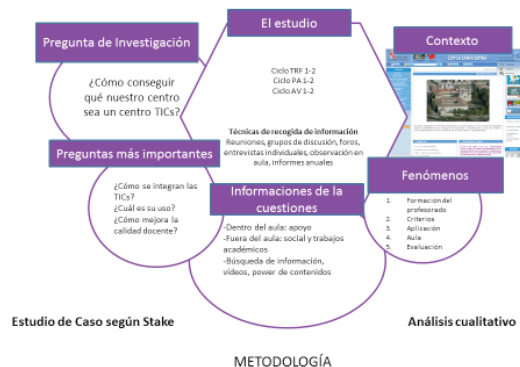 El estudio
Pregunta de Investigación
Contexto
¿Cómo conseguir
qué nuestro centro
sea un centro TICs?
Ciclo TRF 1-2
Ciclo PA 1-2
Ciclo AV 1-2
Técnicas de recogida de información
Reuniones, grupos de discusión, foros,
entrevistas individuales, observación en
aula, informes anuales
Preguntas más importantes
¿Cómo se integran las
TICs?
¿Cuál es su uso?
¿Cómo mejora la
calidad docente?
Informaciones de la
cuestiones
-Dentro del aula: apoyo
-Fuera del aula: social y trabajos
académicos
-Búsqueda de información,
vídeos, power de contenidos
Fenómenos
1. Formación del
profesorado
2. Criterios
3. Aplicación
4. Aula
5. Evaluación
Estudio de Caso según Stake
Análisis cualitativo
METODOLOGÍA